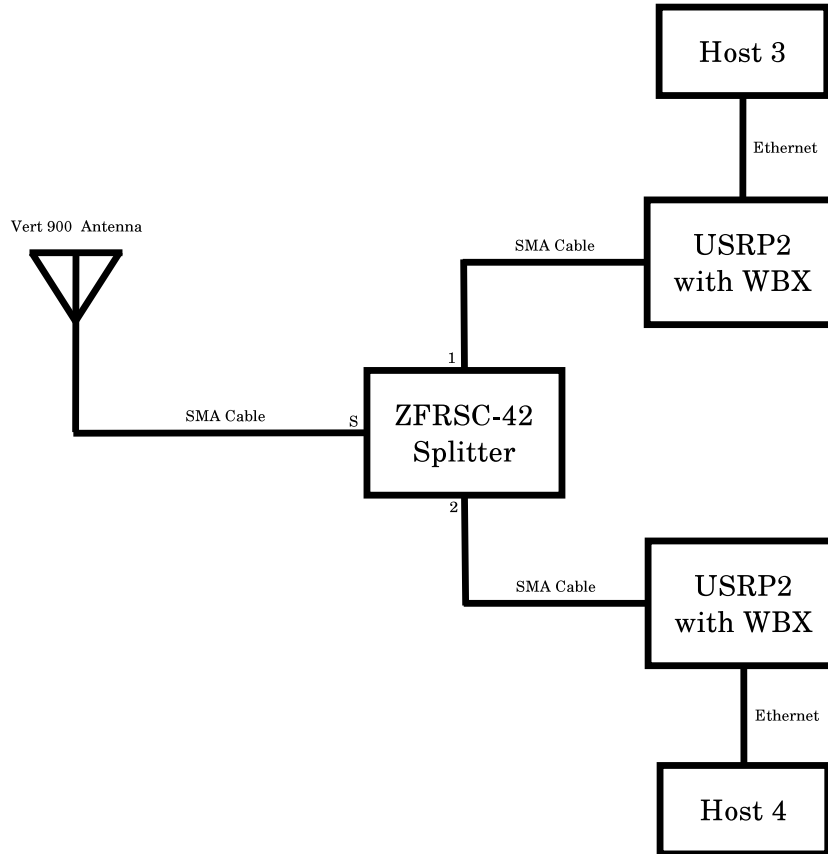 Host 3
Ethernet
Vert 900 Antenna
SMA Cable
USRP2
with WBX
1
SMA Cable
S
ZFRSC-42
Splitter
2
SMA Cable
USRP2
with WBX
Ethernet
Host 4